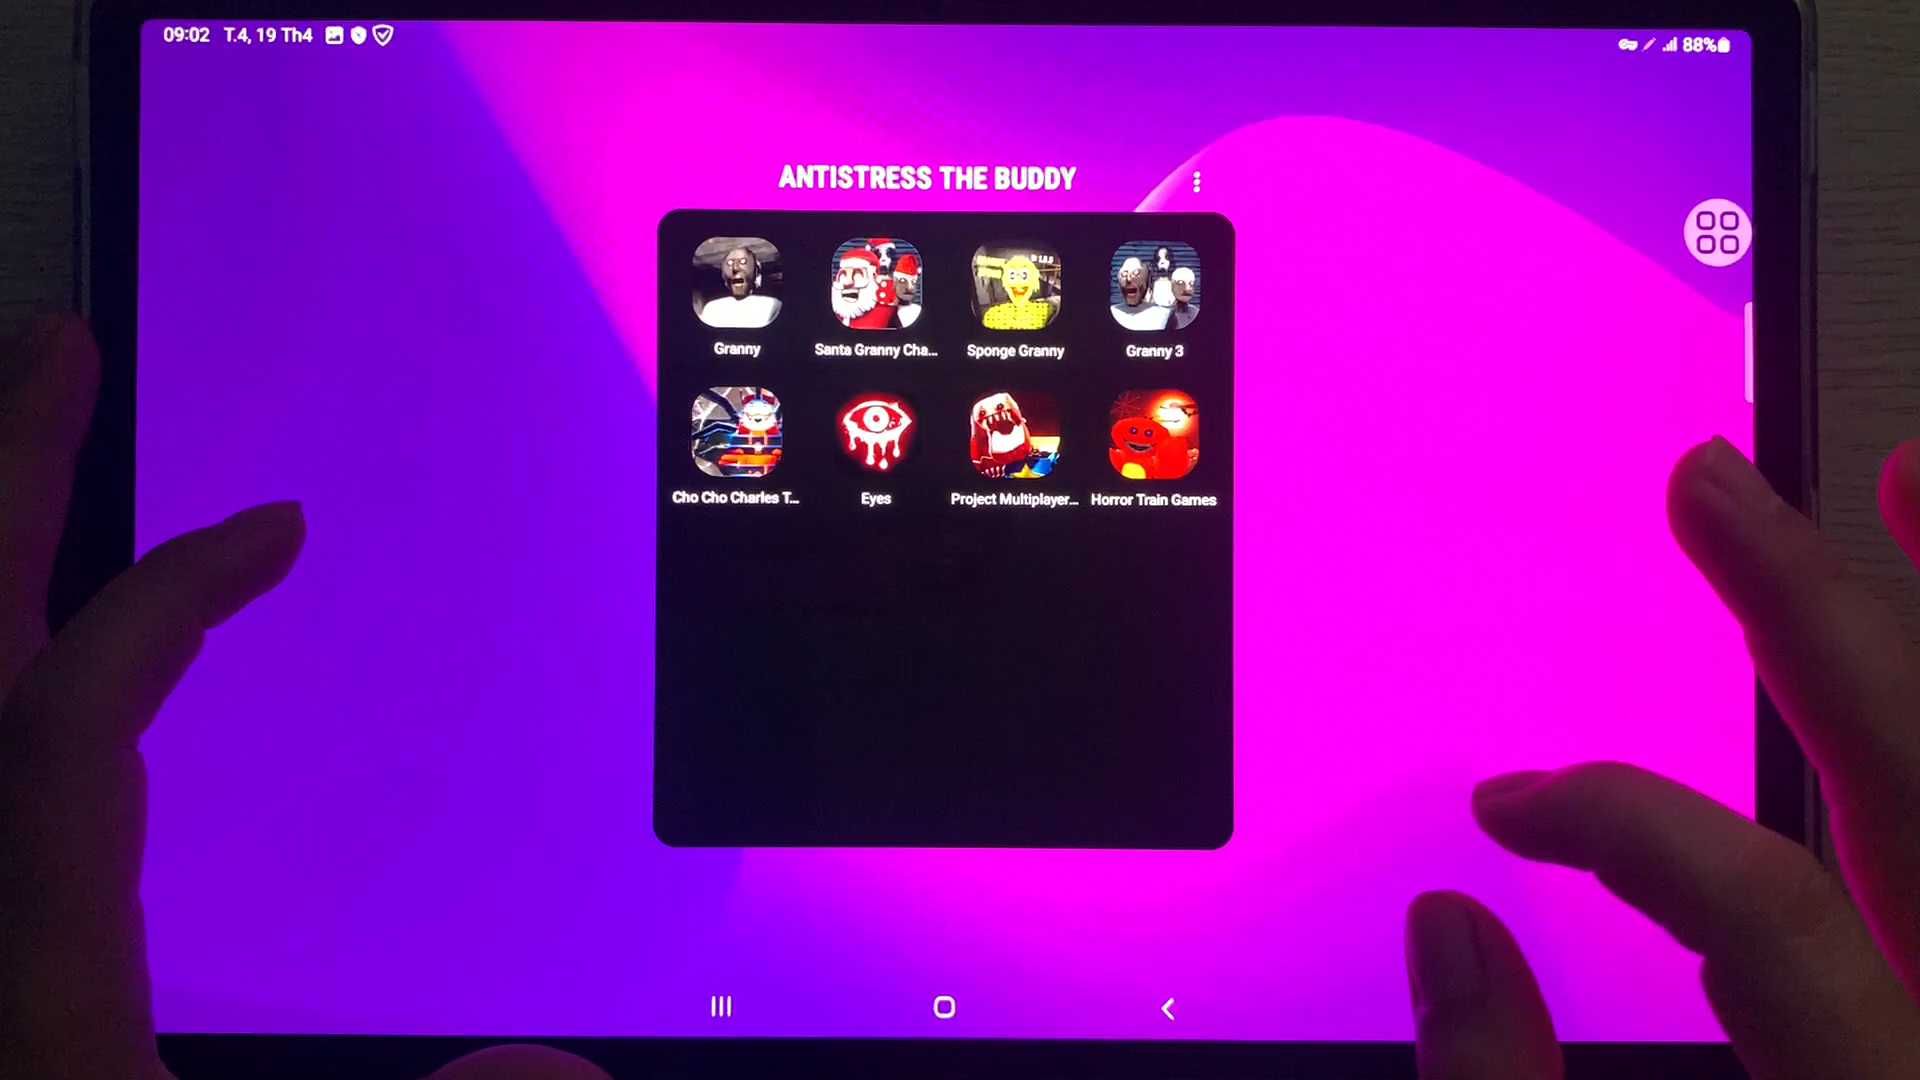 09:02 T.4, 19 Th4
88%
ANTISTRESS THE BUDDY
Granny
Santa Granny Cha...
Sponge Granny
Granny 3
Cho Cho Charles T...
Eyes
Project Multiplayer...
Horror Train Games